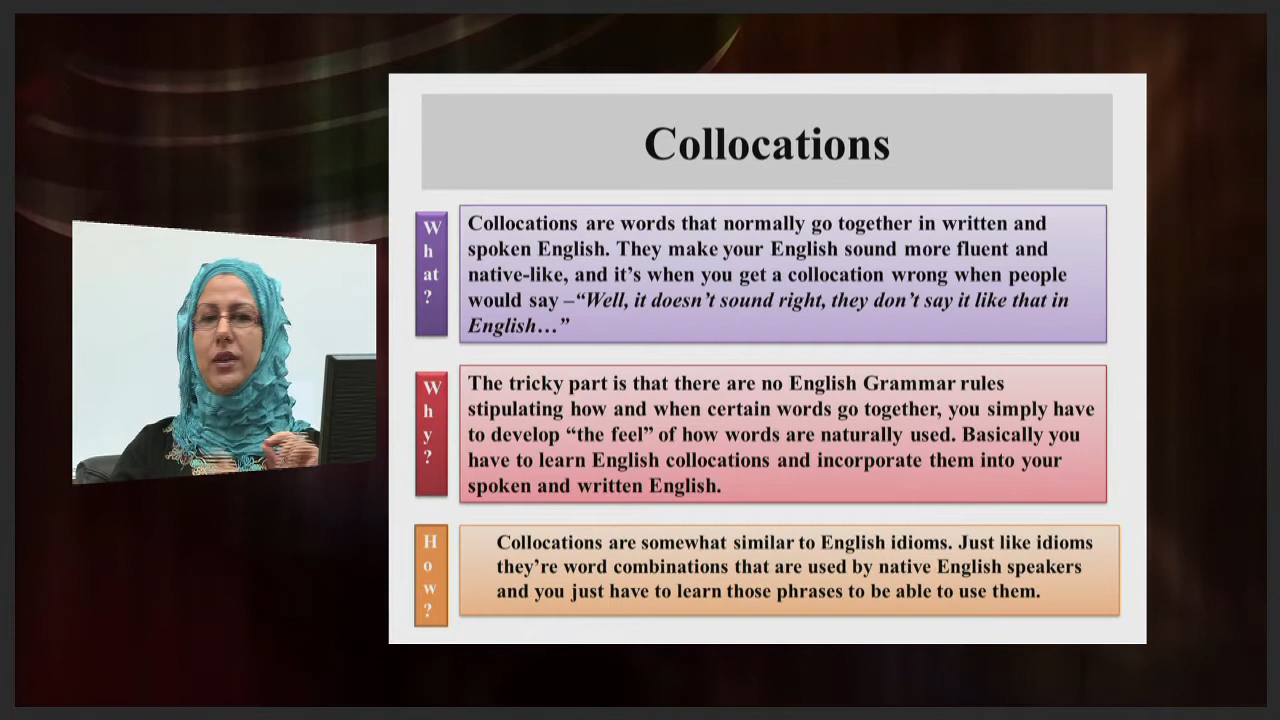 Collocations
W
h
at
?
Collocations are words that normally go together in written and
spoken English. They make your English sound more fluent and
native-like, and it’s when you get a collocation wrong when people
would say –“Well, it doesn’t sound right, they don’t say it like that in
English…”
W
h
y
?
The tricky part is that there are no English Grammar rules
stipulating how and when certain words go together, you simply have
to develop “the feel” of how words are naturally used. Basically you
have to learn English collocations and incorporate them into your
spoken and written English.
H
o
w
?
Collocations are somewhat similar to English idioms. Just like idioms
they’re word combinations that are used by native English speakers
and you just have to learn those phrases to be able to use them.